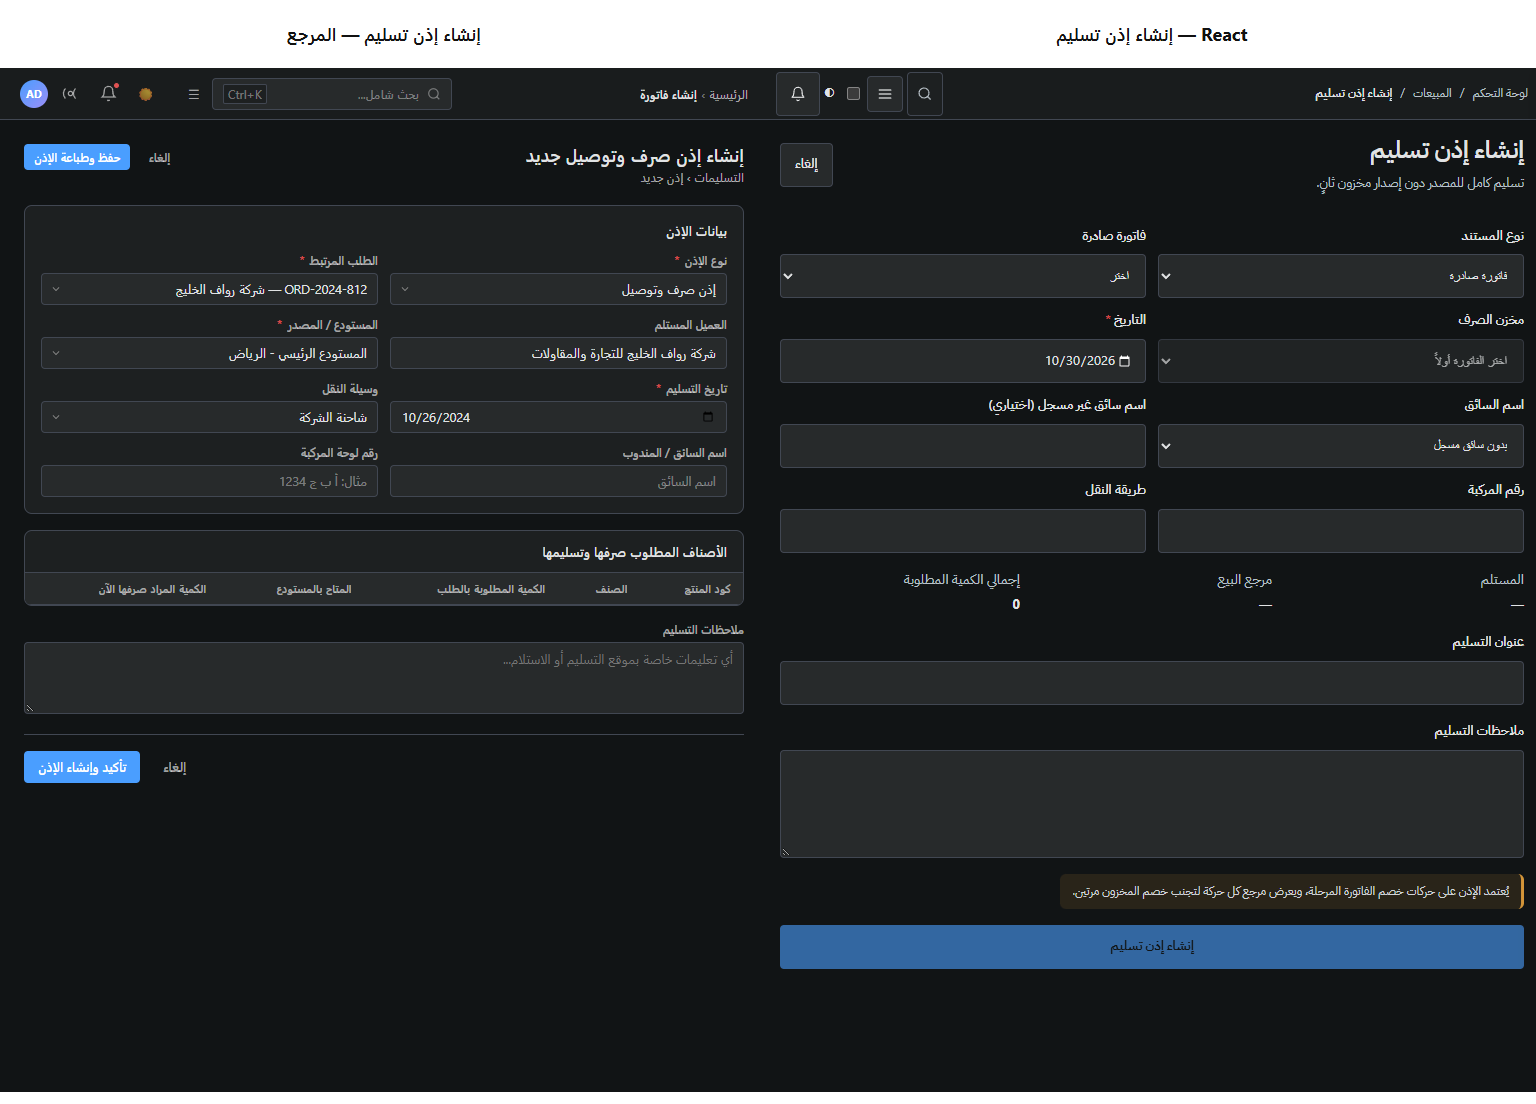 React — إنشاء إذن تسليم
لوحة التحكم / المبيعات / إنشاء إذن تسليم
إنشاء إذن تسليم
إلغاء
تسليم كامل للمصدر دون إصدار مخزون ثانٍ.
نوع المستند
فاتورة صادرة
فاتورة صادرة
اختر
مخزن الصرف
التاريخ *
اختر الفاتورة أولاً
10/30/2026
اسم السائق
اسم سائق غير مسجل (اختياري)
بدون سائق مسجل
رقم المركبة
طريقة النقل
المستلم
مرجع البيع
إجمالي الكمية المطلوبة
—
—
0
عنوان التسليم
ملاحظات التسليم
يُعتمد الإذن على حركات خصم الفاتورة المرحلة، ويعرض مرجع كل حركة لتجنب خصم المخزون مرتين.
إنشاء إذن تسليم
إنشاء إذن تسليم — المرجع
الرئيسية › إنشاء فاتورة
بحث شامل...
Ctrl+K
AD
إنشاء إذن صرف وتوصيل جديد
التسليمات › إذن جديد
إلغاء
حفظ وطباعة الإذن
بيانات الإذن
نوع الإذن *
الطلب المرتبط *
إذن صرف وتوصيل
ORD-2024-812 — شركة رواف الخليج
العميل المستلم
المستودع / المصدر *
شركة رواف الخليج للتجارة والمقاولات
المستودع الرئيسي - الرياض
تاريخ التسليم *
وسيلة النقل
10/26/2024
شاحنة الشركة
اسم السائق / المندوب
رقم لوحة المركبة
اسم السائق
مثال: أ ب ج 1234
الأصناف المطلوب صرفها وتسليمها
كود المنتج
الصنف
الكمية المطلوبة بالطلب
المتاح بالمستودع
الكمية المراد صرفها الآن
ملاحظات التسليم
أي تعليمات خاصة بموقع التسليم أو الاستلام...
إلغاء
تأكيد وإنشاء الإذن